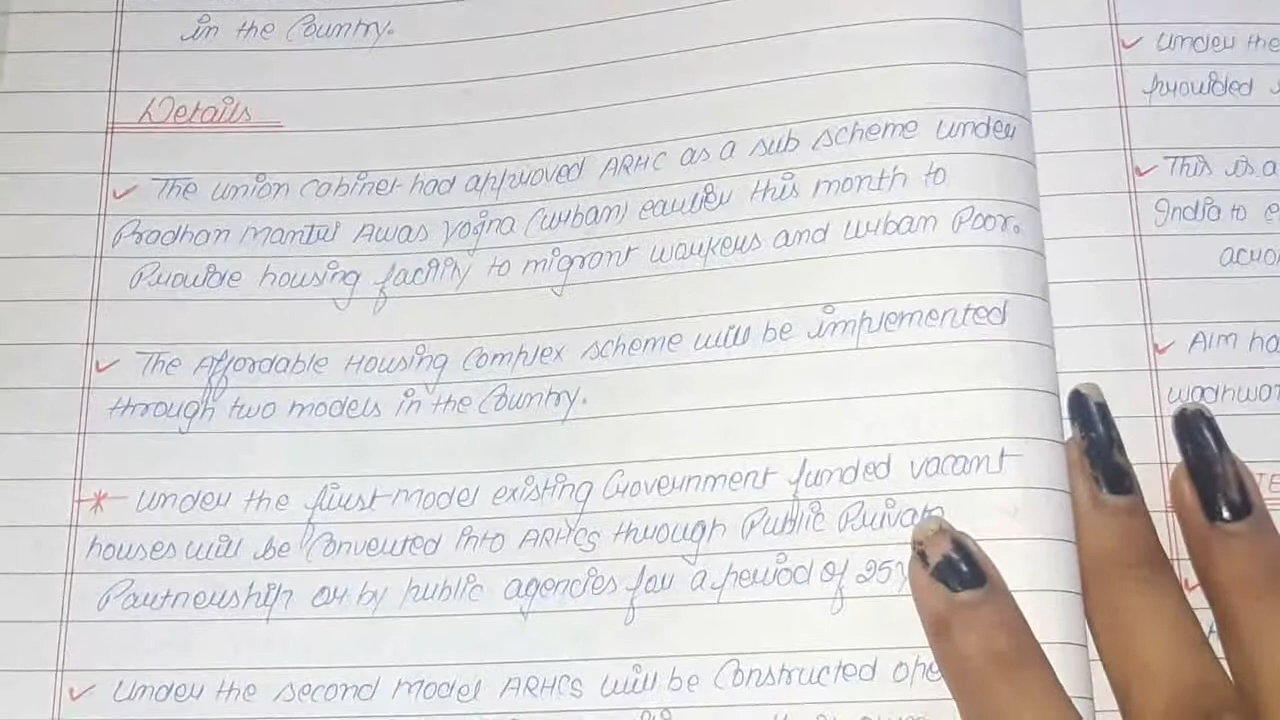 in the Country.
Details
✓ The union cabinet had approved ARHC as a sub scheme under
Pradhan Mantri Awas Yojna (urban) earlier this month to
Provide housing facility to migrant workers and urban Poor.
✓ The Affordable Housing Complex scheme will be implemented
through two models in the Country.
* Under the first model existing Government funded vacant
houses will be Converted into ARHCs through Public Private
Partnership or by public agencies for a period of 25
✓ Under the second model ARHCs will be Constructed
✓ Under the
provided
✓ This is a
India to
✓ Aim